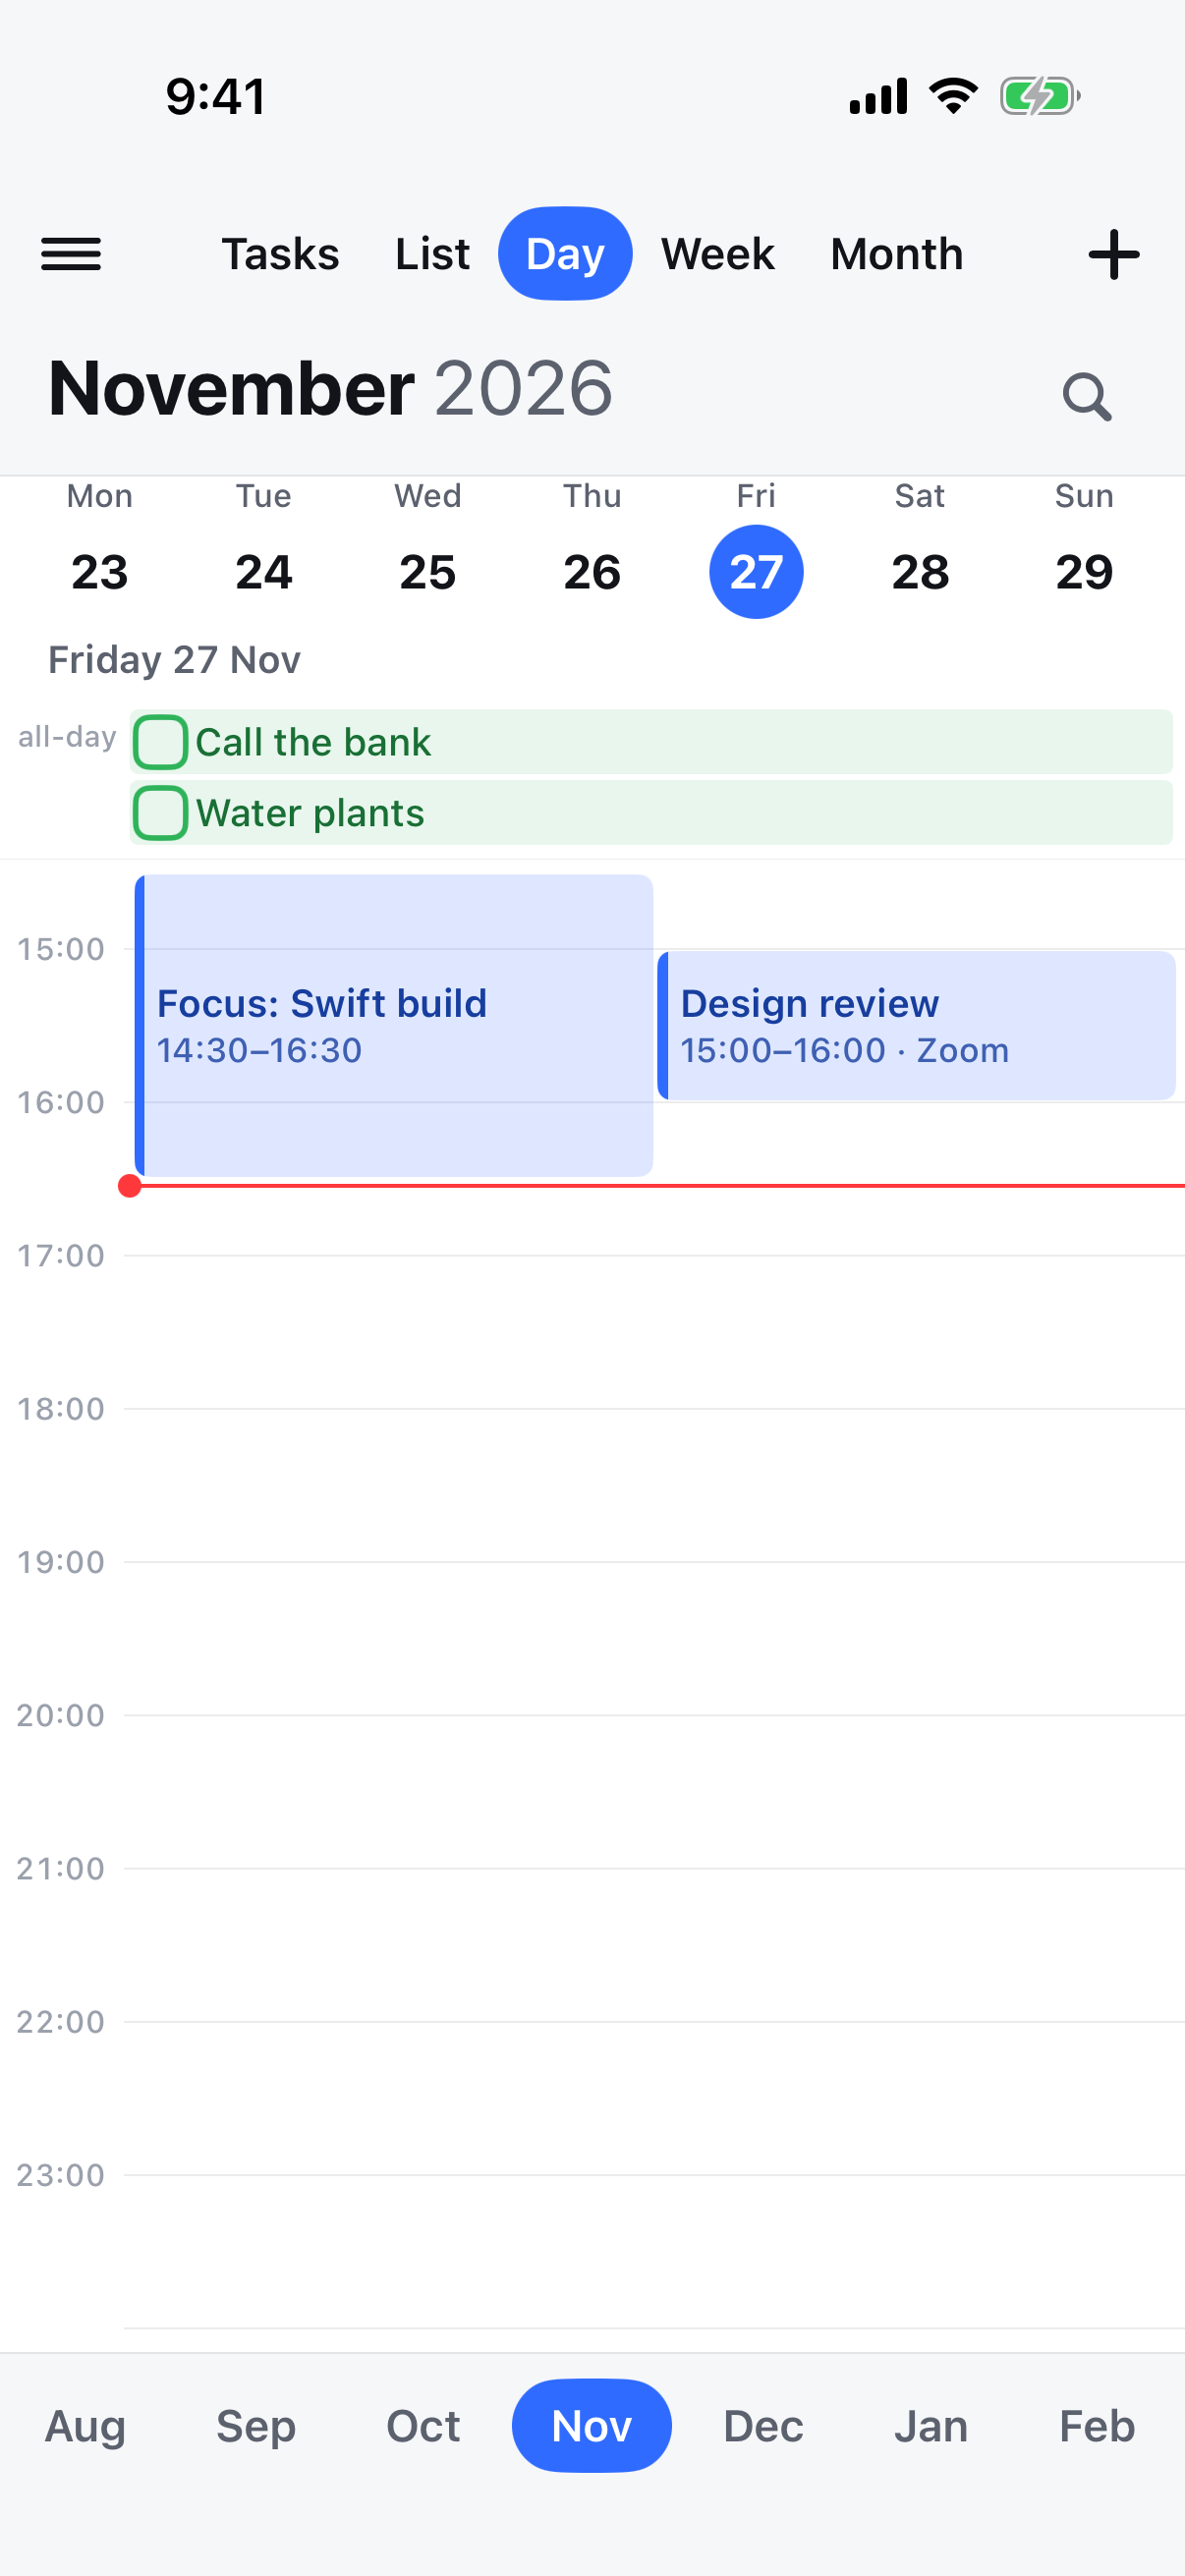 9:41
Tasks List Day Week Month
November 2026
Mon Tue Wed Thu Fri Sat Sun
23 24 25 26 27 28 29
Friday 27 Nov
all-day
Call the bank
Water plants
15:00
Focus: Swift build
14:30–16:30
Design review
15:00–16:00 · Zoom
16:00
17:00
18:00
19:00
20:00
21:00
22:00
23:00
Aug Sep Oct Nov Dec Jan Feb